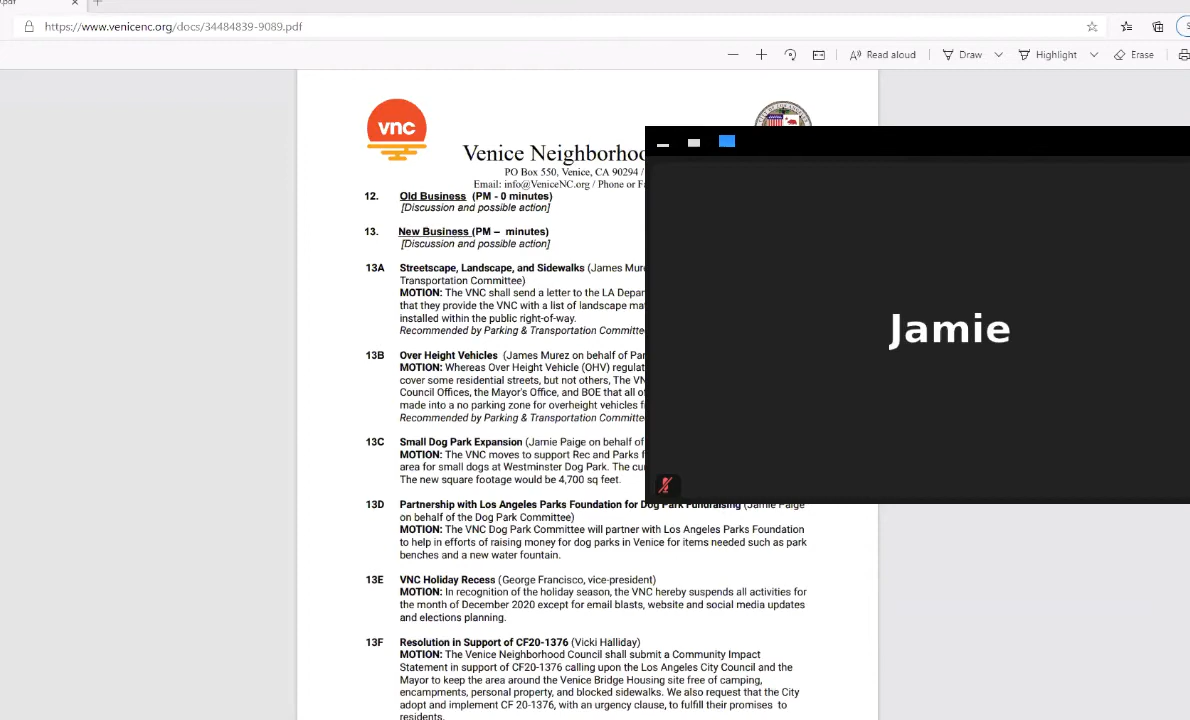 .pdf
https://www.venicenc.org/docs/34484839-9089.pdf
Read aloud
Draw
Highlight
Erase
vnc
Venice Neighborhoo
PO Box 550, Venice, CA 90294 /
Email: info@VeniceNC.org / Phone or Fa
12. Old Business (PM - 0 minutes)
[Discussion and possible action]
13. New Business (PM – minutes)
[Discussion and possible action]
13A Streetscape, Landscape, and Sidewalks (James Mure
Transportation Committee)
MOTION: The VNC shall send a letter to the LA Depar
that they provide the VNC with a list of landscape mat
installed within the public right-of-way.
Recommended by Parking & Transportation Committe
13B Over Height Vehicles (James Murez on behalf of Par
MOTION: Whereas Over Height Vehicle (OHV) regulat
cover some residential streets, but not others, The VN
Council Offices, the Mayor's Office, and BOE that all of
made into a no parking zone for overheight vehicles f
Recommended by Parking & Transportation Committe
13C Small Dog Park Expansion (Jamie Paige on behalf of
MOTION: The VNC moves to support Rec and Parks f
area for small dogs at Westminster Dog Park. The cu
The new square footage would be 4,700 sq feet.
13D Partnership with Los Angeles Parks Foundation for Dog Park Fundraising (Jamie Paige
on behalf of the Dog Park Committee)
MOTION: The VNC Dog Park Committee will partner with Los Angeles Parks Foundation
to help in efforts of raising money for dog parks in Venice for items needed such as park
benches and a new water fountain.
13E VNC Holiday Recess (George Francisco, vice-president)
MOTION: In recognition of the holiday season, the VNC hereby suspends all activities for
the month of December 2020 except for email blasts, website and social media updates
and elections planning.
13F Resolution in Support of CF20-1376 (Vicki Halliday)
MOTION: The Venice Neighborhood Council shall submit a Community Impact
Statement in support of CF20-1376 calling upon the Los Angeles City Council and the
Mayor to keep the area around the Venice Bridge Housing site free of camping,
encampments, personal property, and blocked sidewalks. We also request that the City
adopt and implement CF 20-1376, with an urgency clause, to fulfill their promises to
residents.
Jamie